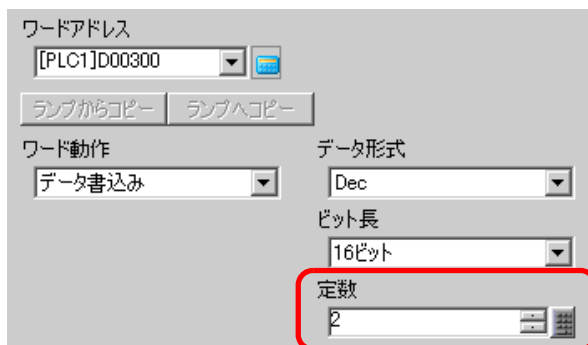 ワードアドレス
[PLC1]D00300
ランプからコピー ランプへコピー
ワード動作 データ形式
データ書込み Dec
ビット長
16ビット
定数
2